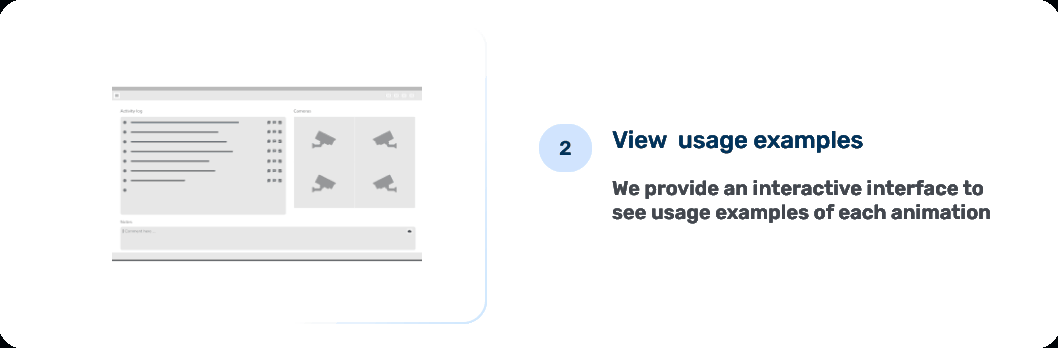 Activity log
Cameras
Notes
2
View  usage examples
We provide an interactive interface to
see usage examples of each animation